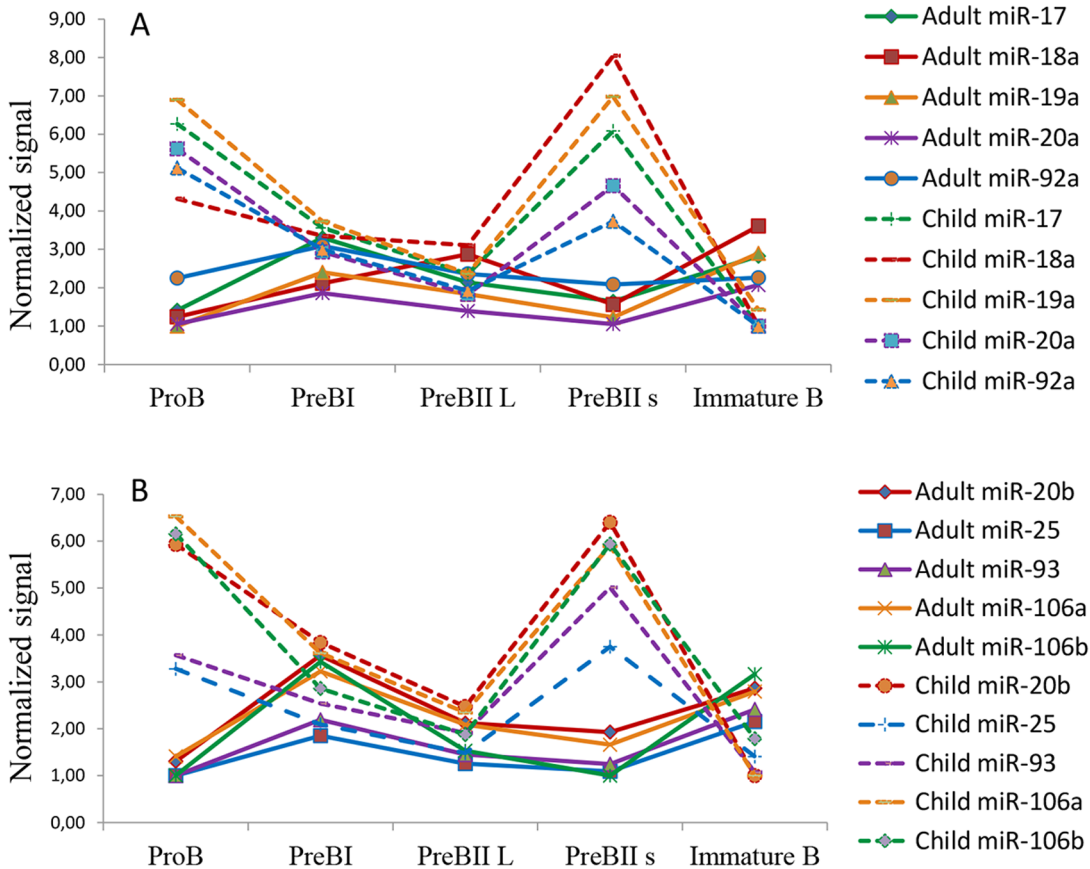 A
Normalized signal
9,00
8,00
7,00
6,00
5,00
4,00
3,00
2,00
1,00
0,00
ProB PreBI PreBII L PreBII s Immature B
Adult miR-17
Adult miR-18a
Adult miR-19a
Adult miR-20a
Adult miR-92a
Child miR-17
Child miR-18a
Child miR-19a
Child miR-20a
Child miR-92a
B
Normalized signal
7,00
6,00
5,00
4,00
3,00
2,00
1,00
0,00
ProB PreBI PreBII L PreBII s Immature B
Adult miR-20b
Adult miR-25
Adult miR-93
Adult miR-106a
Adult miR-106b
Child miR-20b
Child miR-25
Child miR-93
Child miR-106a
Child miR-106b